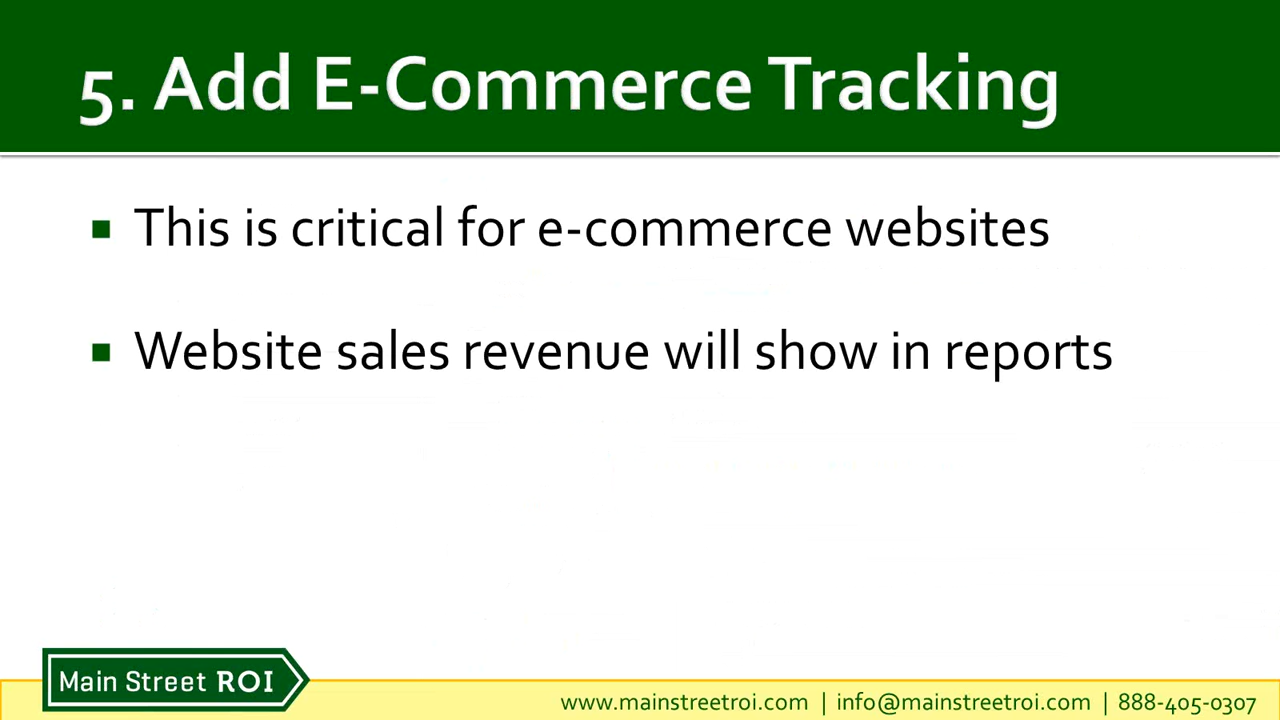 5. Add E-Commerce Tracking
This is critical for e-commerce websites
Website sales revenue will show in reports
Main Street ROI
www.mainstreetroi.com | info@mainstreetroi.com | 888-405-0307